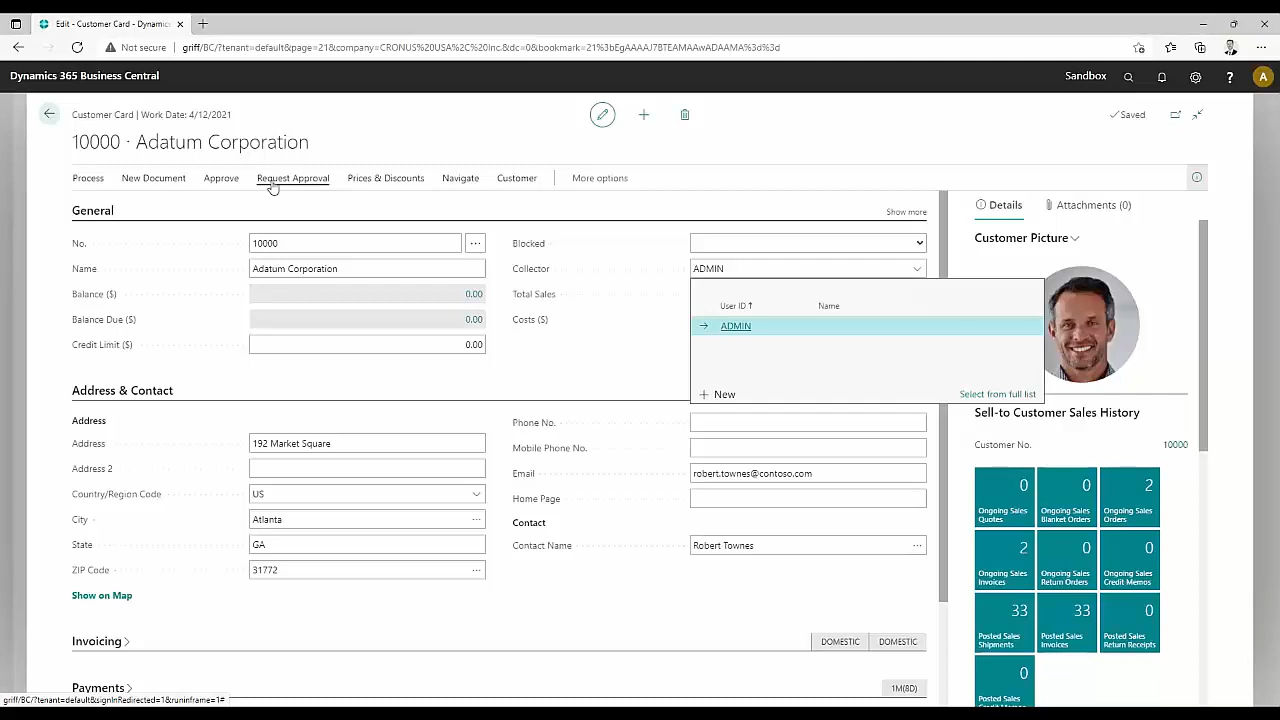 Edit - Customer Card - Dynamic
Not secure
griff/BC/?tenant=default&page=21&company=CRONUS%20USA%2C%20Inc.&dc=0&bookmark=21%3bEgAAAAJ7BTEAMAAwADAAMA%3d%3d
Dynamics 365 Business Central
Sandbox
?
A
Customer Card | Work Date: 4/12/2021
Saved
10000 · Adatum Corporation
Process New Document Approve Request Approval Prices & Discounts Navigate Customer More options
Details Attachments (0)
General
Show more
Customer Picture
No. 10000 ···
Blocked
Name Adatum Corporation
Collector ADMIN
Balance ($) 0.00
Total Sales
User ID ↑ Name
Balance Due ($) 0.00
Costs ($)
ADMIN
Credit Limit ($) 0.00
Address & Contact
+ New
Select from full list
Sell-to Customer Sales History
Address
Phone No.
Address 192 Market Square
Mobile Phone No.
Customer No. 10000
Address 2
Email robert.townes@contoso.com
Country/Region Code US
Home Page
City Atlanta ···
Contact
State GA
Contact Name Robert Townes ···
ZIP Code 31772 ···
Show on Map
0 0 2
Ongoing Sales Ongoing Sales Ongoing Sales
Quotes Blanket Orders Orders
2 0 0
Ongoing Sales Ongoing Sales Ongoing Sales
Invoices Return Orders Credit Memos
33 33 0
Posted Sales Posted Sales Posted Sales
Shipments Invoices Return Receipts
0
Posted Sales
Credit Memos
Invoicing
DOMESTIC DOMESTIC
Payments
1M(8D)
griff/BC/?tenant=default&signInRedirected=1&runinframe=1#